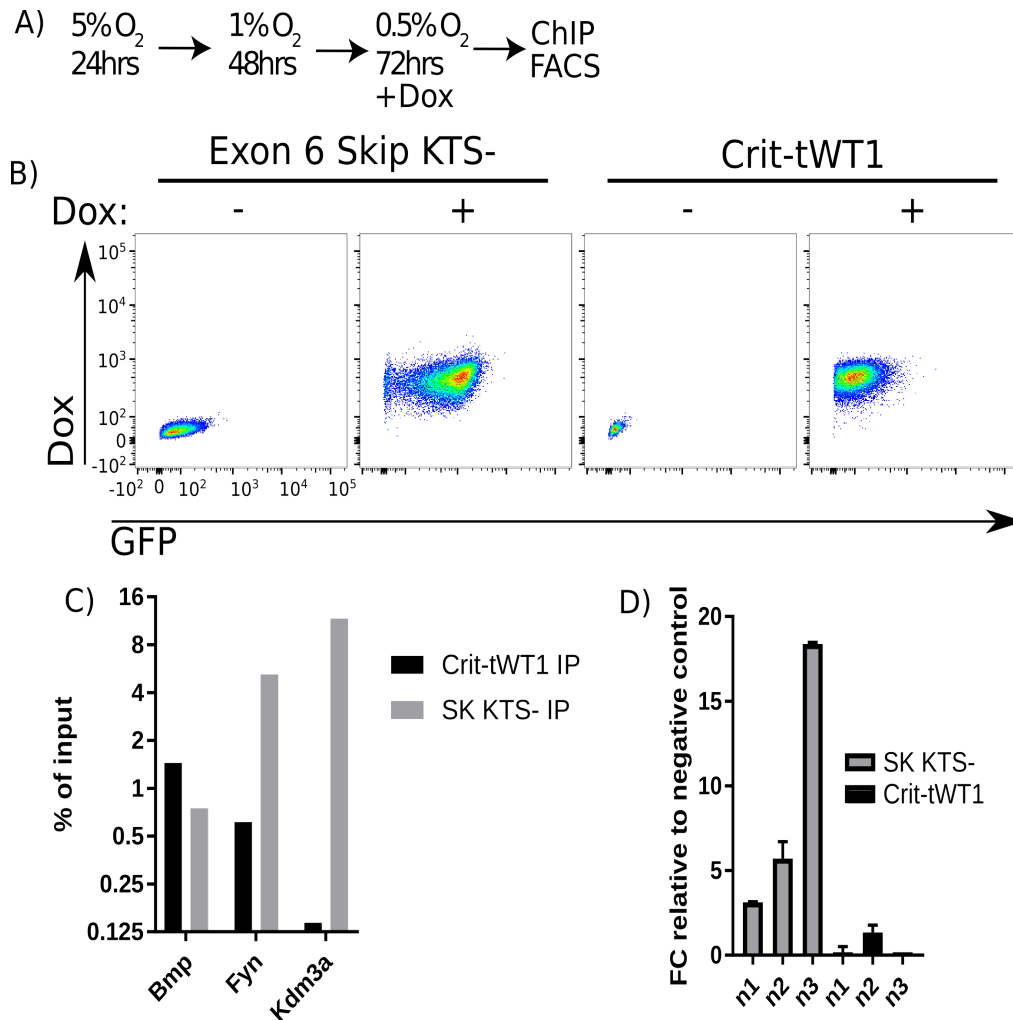 A)
5% O2 1% O2 0.5% O2 ChIP
24hrs 48hrs 72hrs FACS
+Dox
Exon 6 Skip KTS- Crit-tWT1
B)
Dox: - + - +
10^5
10^4
10^3
10^2
0
-10^2
Dox
-10^2 0 10^2 10^3 10^4 10^5
GFP
C)
16
8
4
2
1
0.5
0.25
0.125
% of input
Bmp Fyn Kdm3a
Crit-tWT1 IP
SK KTS- IP
D)
FC relative to negative control
20
15
10
5
0
n1 n2 n3 n1 n2 n3
SK KTS-
Crit-tWT1